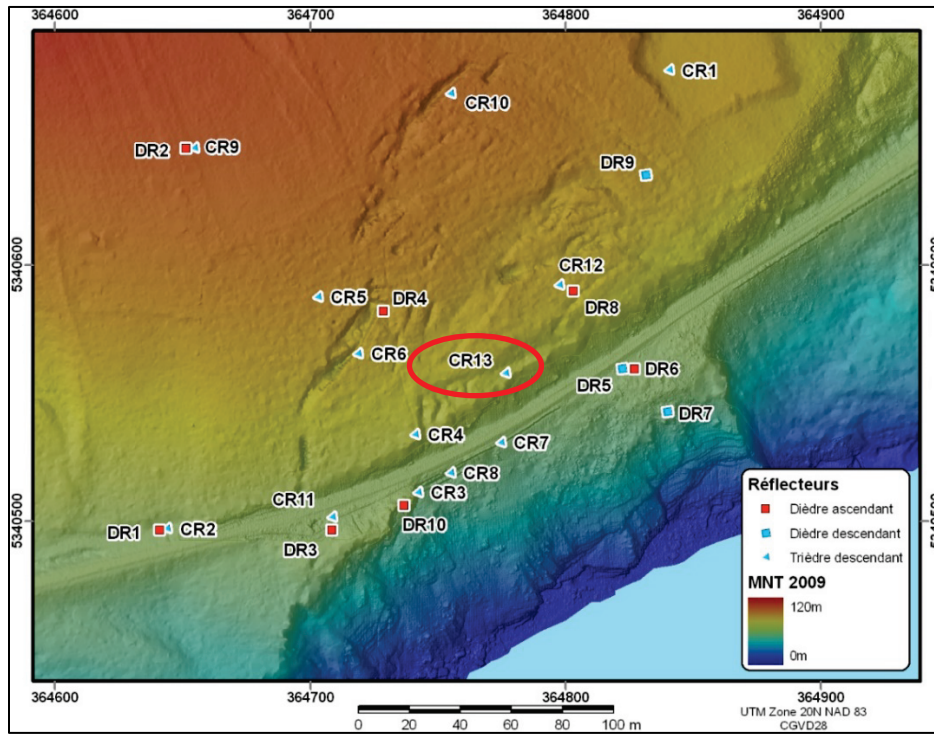 364600 364700 364800 364900
CR1
CR10
DR2 CR9
DR9
5340600 5340600
CR12
CR5 DR4
DR8
CR6 CR13
DR5 DR6
DR7
CR4 CR7
CR8
CR11 CR3
DR10
DR1 CR2 DR3
5340500 5340500
Réflecteurs
Dièdre ascendant
Dièdre descendant
Trièdre descendant
MNT 2009
120m
0m
364600 364700 364800 364900
0 20 40 60 80 100 m
UTM Zone 20N NAD 83
CGVD28